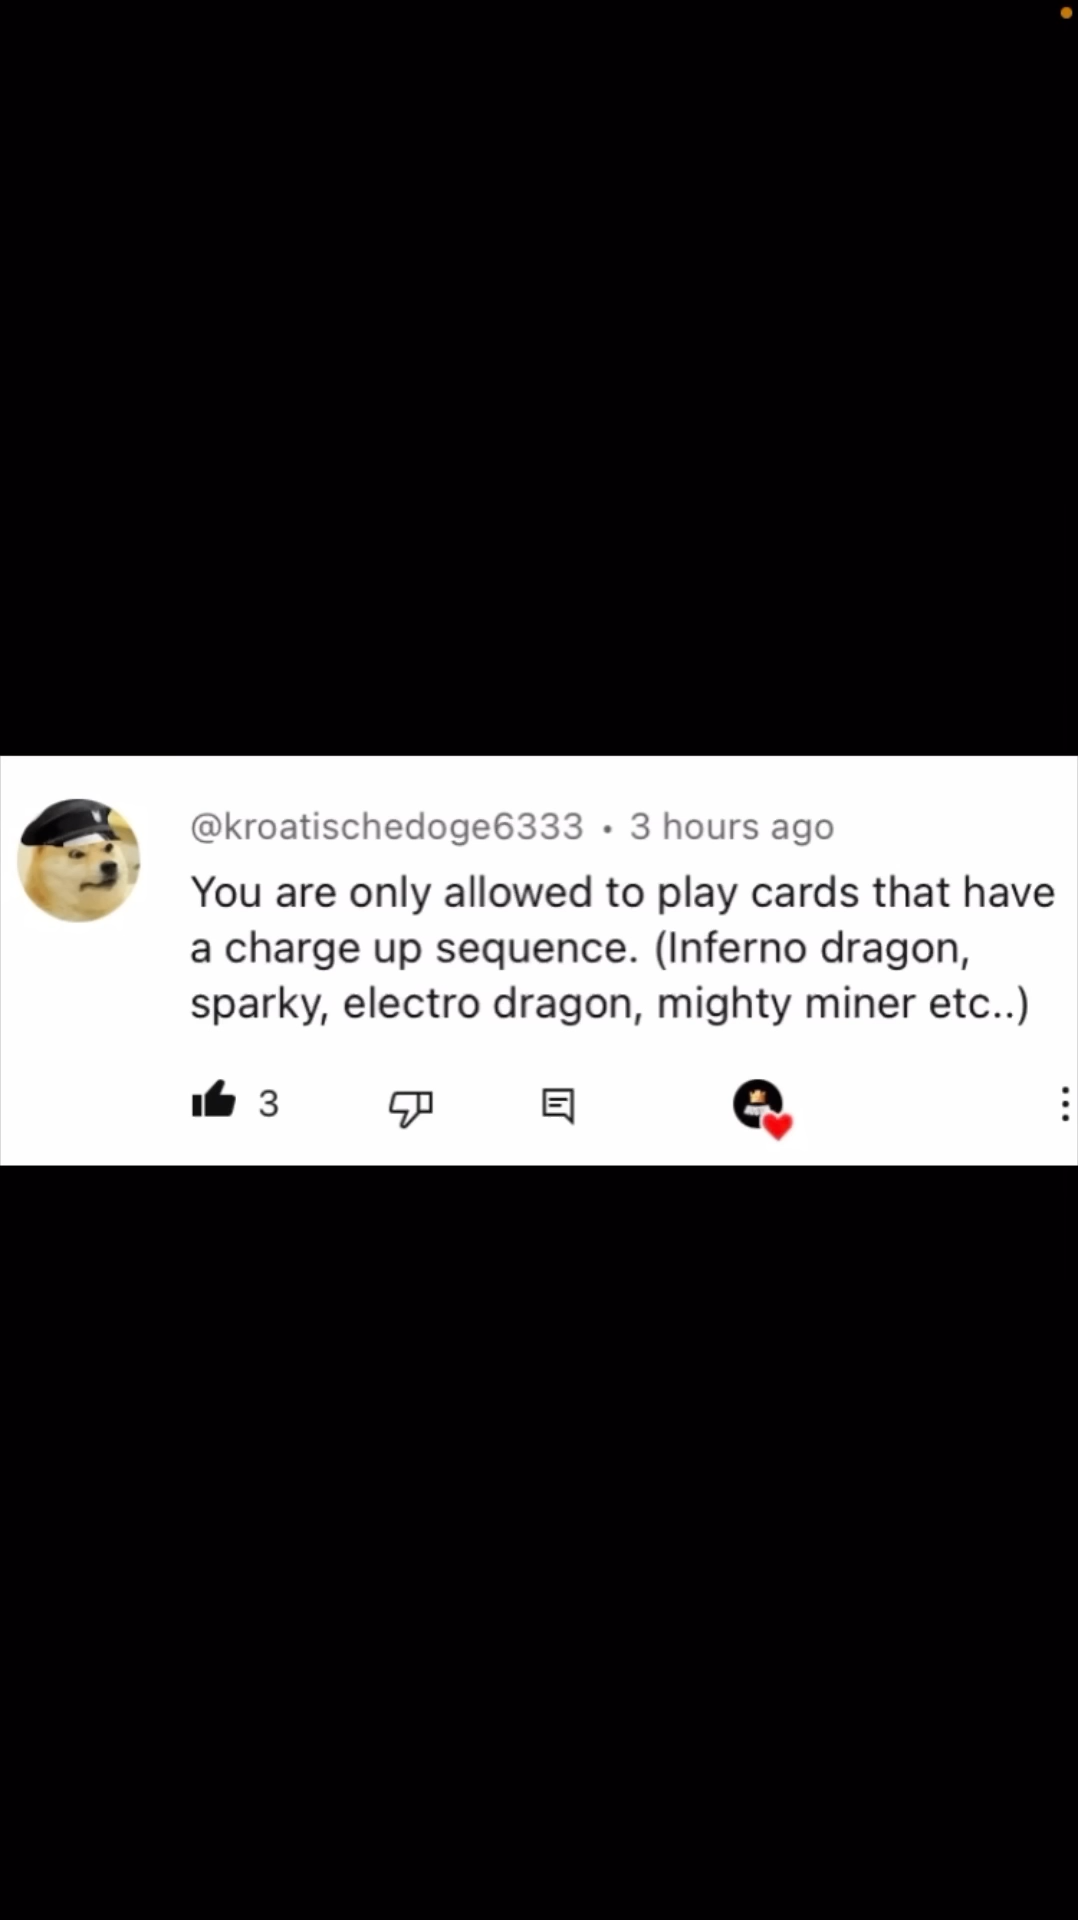 @kroatischedoge6333 • 3 hours ago
You are only allowed to play cards that have
a charge up sequence. (Inferno dragon,
sparky, electro dragon, mighty miner etc..)
3